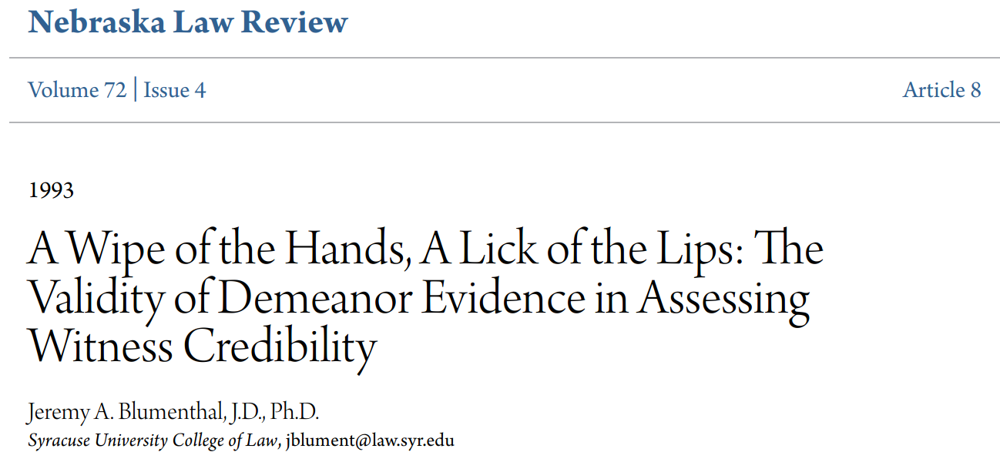 Nebraska Law Review
Volume 72 | Issue 4 Article 8
1993
A Wipe of the Hands, A Lick of the Lips: The
Validity of Demeanor Evidence in Assessing
Witness Credibility
Jeremy A. Blumenthal, J.D., Ph.D.
Syracuse University College of Law, jblument@law.syr.edu